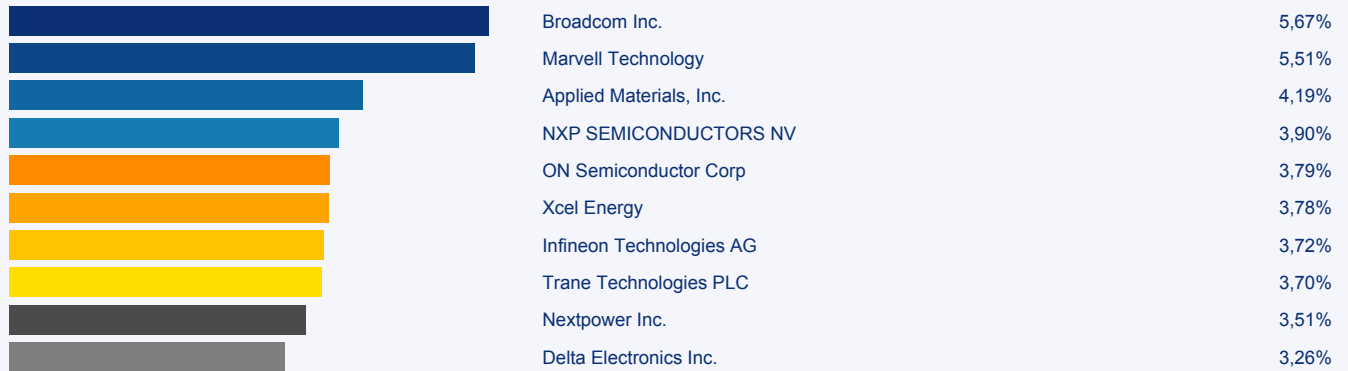 Broadcom Inc. 5,67%
Marvell Technology 5,51%
Applied Materials, Inc. 4,19%
NXP SEMICONDUCTORS NV 3,90%
ON Semiconductor Corp 3,79%
Xcel Energy 3,78%
Infineon Technologies AG 3,72%
Trane Technologies PLC 3,70%
Nextpower Inc. 3,51%
Delta Electronics Inc. 3,26%